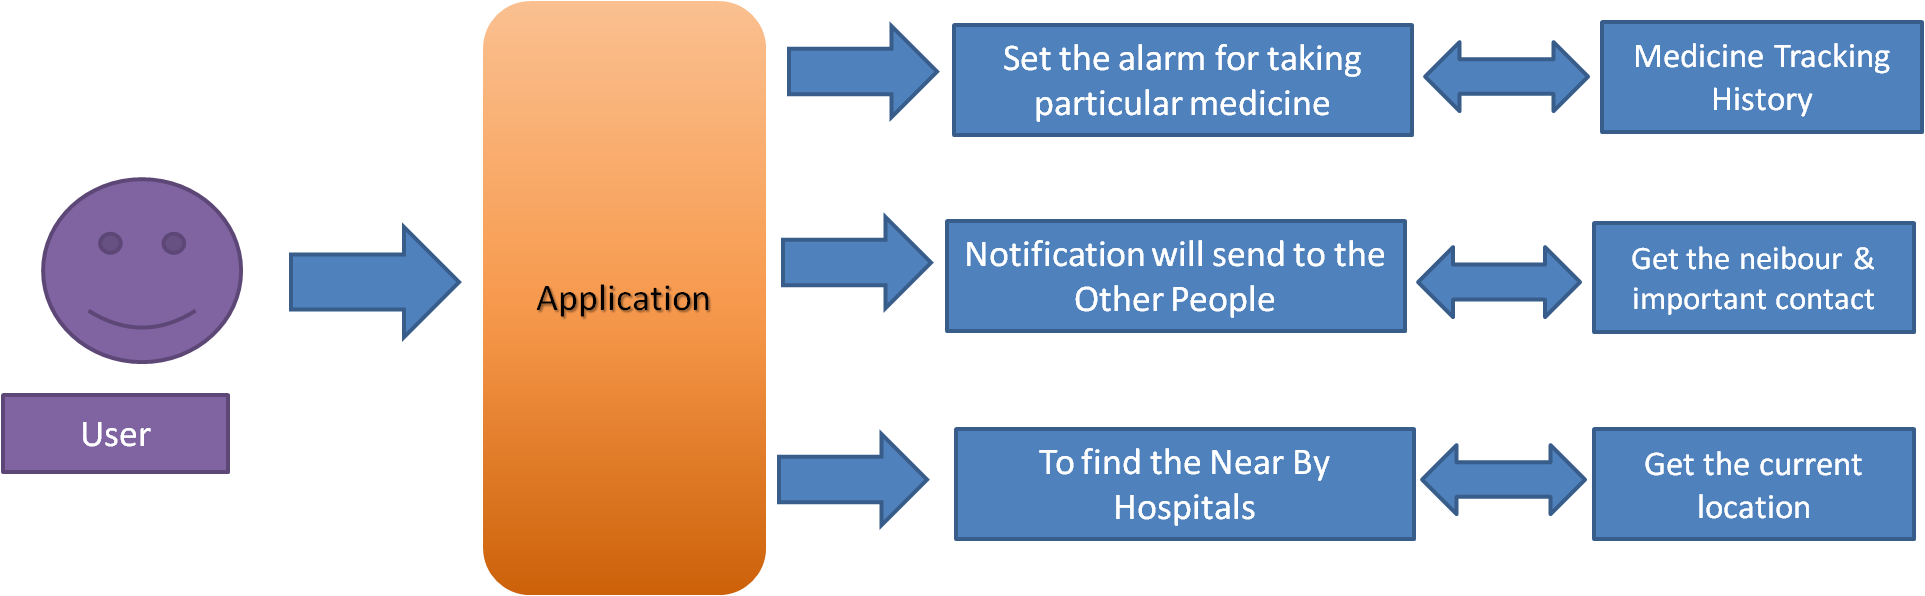 User
Application
Set the alarm for taking
particular medicine
Medicine Tracking
History
Notification will send to the
Other People
Get the neibour &
important contact
To find the Near By
Hospitals
Get the current
location